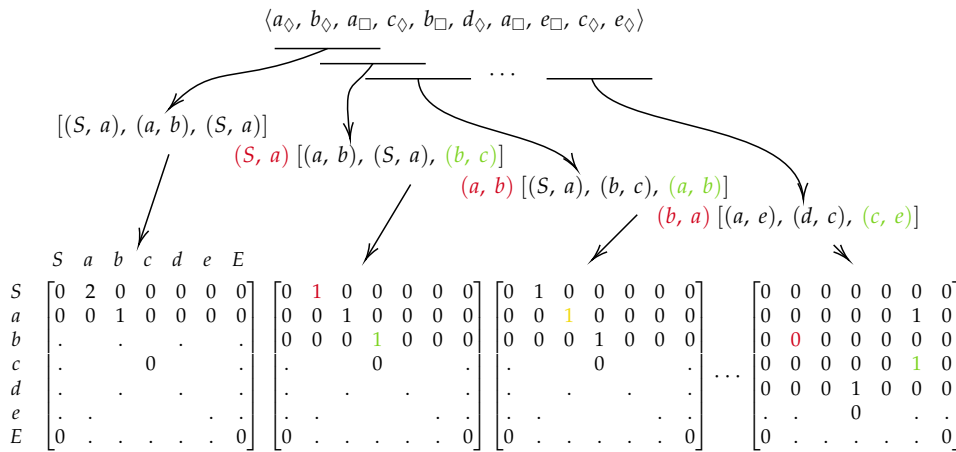 ⟨a◊, b◊, a□, c◊, b□, d◊, a□, e□, c◊, e◊⟩
...
[(S, a), (a, b), (S, a)]
(S, a) [(a, b), (S, a), (b, c)]
(a, b) [(S, a), (b, c), (a, b)]
(b, a) [(a, e), (d, c), (c, e)]
S a b c d e E
S 0 2 0 0 0 0 0 0 1 0 0 0 0 0 0 1 0 0 0 0 0 0 0 0 0 0 0 0
a 0 0 1 0 0 0 0 0 0 1 0 0 0 0 0 0 1 0 0 0 0 0 0 0 0 0 1 0
b . . . . 0 0 0 1 0 0 0 0 0 0 1 0 0 0 0 0 0 0 0 0 0 0
c . 0 . . 0 . . 0 . ... 0 0 0 0 0 1 0
d . . . . . . . . . . . . 0 0 0 1 0 0 0
e . . . . . . . . . . . . . . 0 . .
E 0 . . . . . 0 0 . . . . . 0 0 . . . . . 0 0 . . . . . 0